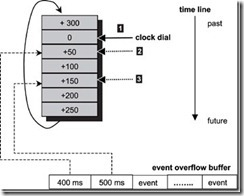 time line
+ 300
1
past
0
clock dial
+50
2
+100
+150
3
+200
+250
future
event overflow buffer
400 ms
500 ms
event
........
event